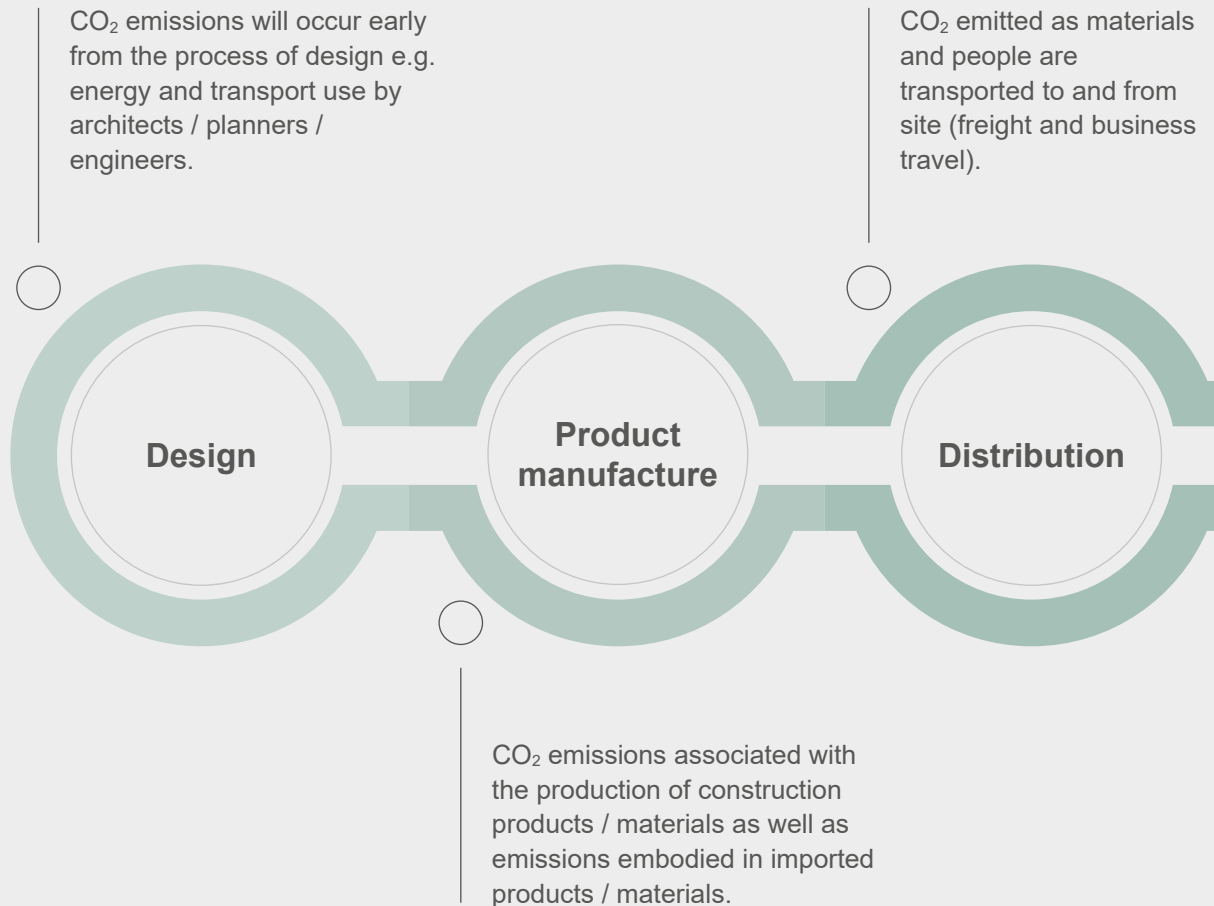 CO₂ emissions will occur early
from the process of design e.g.
energy and transport use by
architects / planners /
engineers.
CO₂ emitted as materials
and people are
transported to and from
site (freight and business
travel).
Design
Product
manufacture
Distribution
CO₂ emissions associated with
the production of construction
products / materials as well as
emissions embodied in imported
products / materials.